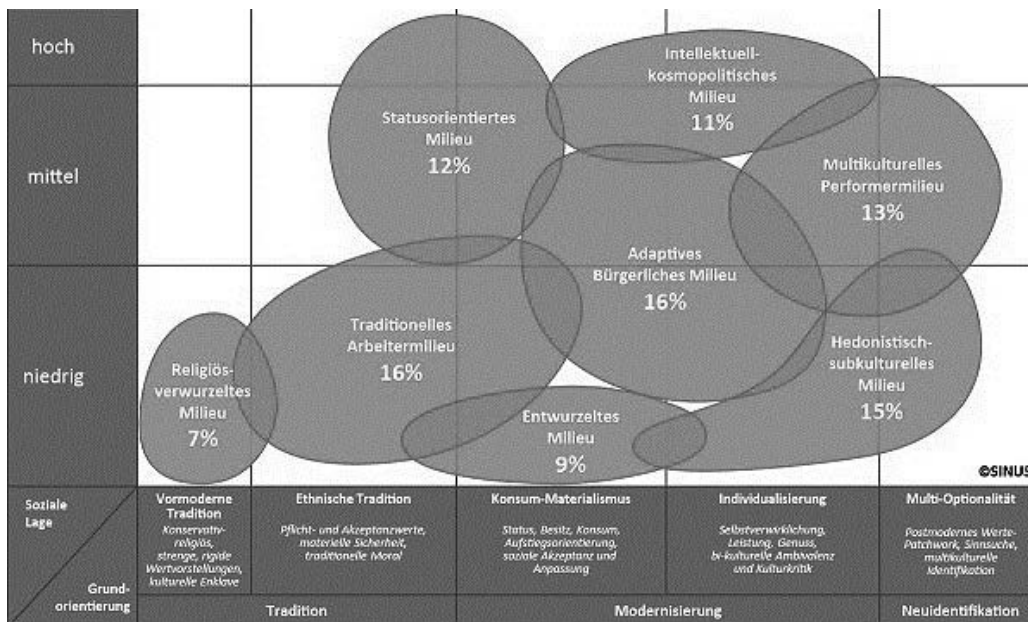 hoch
mittel
niedrig
Statusorientiertes
Milieu
12%
Intellektuell-
kosmopolitisches
Milieu
11%
Multikulturelles
Performermilieu
13%
Adaptives
Bürgerliches Milieu
16%
Traditionelles
Arbeitermilieu
16%
Religiös-
verwurzeltes
Milieu
7%
Entwurzeltes
Milieu
9%
Hedonistisch-
subkulturelles
Milieu
15%
©SINUS
Soziale
Lage
Grund-
orientierung
Vormoderne
Tradition
Konservativ-
religiös,
strenge, rigide
Wertvorstellungen,
kulturelle Enklave
Ethnische Tradition
Pflicht- und Akzeptanzwerte,
materielle Sicherheit,
traditionelle Moral
Konsum-Materialismus
Status, Besitz, Konsum,
Aufstiegsorientierung,
soziale Akzeptanz und
Anpassung
Individualisierung
Selbstverwirklichung,
Leistung, Genuss,
bi-kulturelle Ambivalenz
und Kulturkritik
Multi-Optionalität
Postmodernes Werte-
Patchwork, Sinnsuche,
multikulturelle
Identifikation
Tradition
Modernisierung
Neuidentifikation